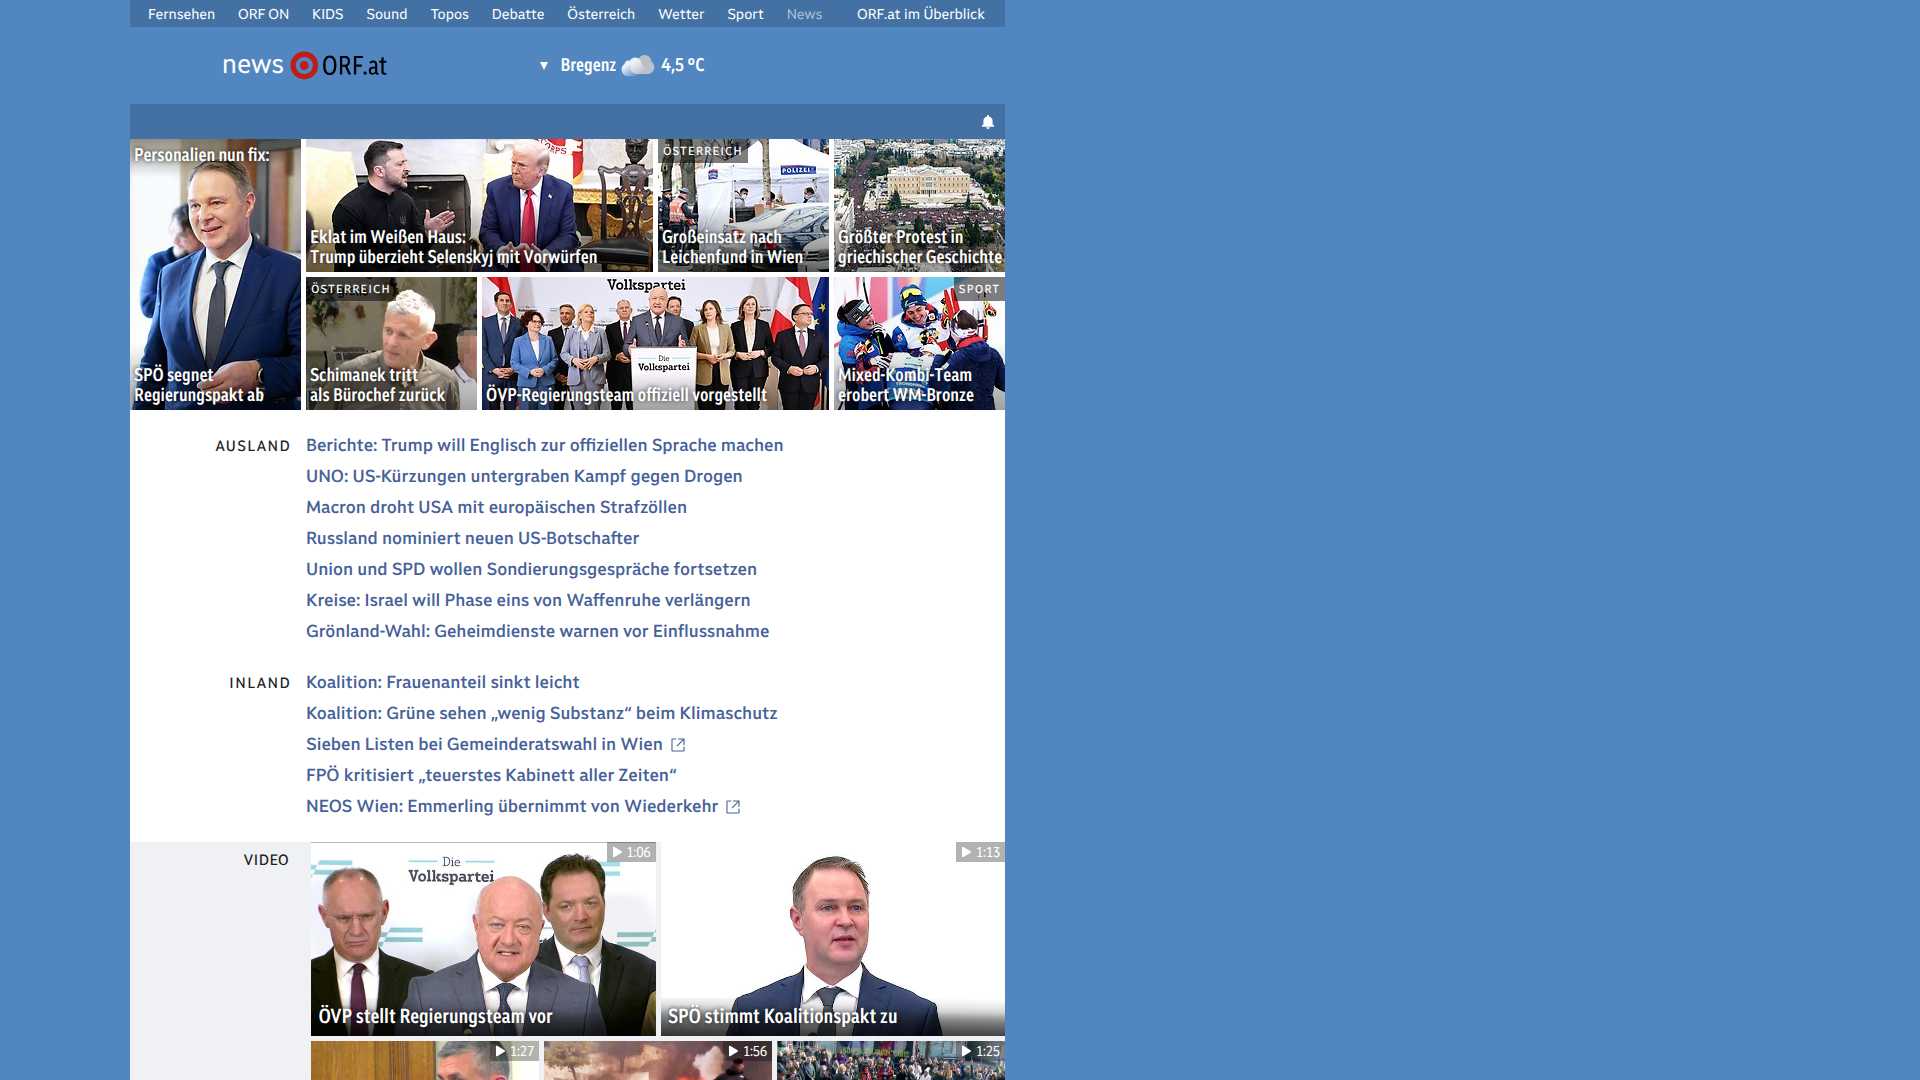 Fernsehen ORF ON KIDS Sound Topos Debatte Österreich Wetter Sport News ORF.at im Überblick
news ORF.at
Bregenz 4,5 °C
Personalien nun fix:
SPÖ segnet
Regierungspakt ab
Eklat im Weißen Haus:
Trump überzieht Selenskyj mit Vorwürfen
ÖSTERREICH
POLIZEI
Großeinsatz nach
Leichenfund in Wien
Größter Protest in
griechischer Geschichte
ÖSTERREICH
Schimanek tritt
als Bürochef zurück
Volkspartei
Die
Volkspartei
ÖVP-Regierungsteam offiziell vorgestellt
SPORT
Mixed-Kombi-Team
erobert WM-Bronze
AUSLAND
Berichte: Trump will Englisch zur offiziellen Sprache machen
UNO: US-Kürzungen untergraben Kampf gegen Drogen
Macron droht USA mit europäischen Strafzöllen
Russland nominiert neuen US-Botschafter
Union und SPD wollen Sondierungsgespräche fortsetzen
Kreise: Israel will Phase eins von Waffenruhe verlängern
Grönland-Wahl: Geheimdienste warnen vor Einflussnahme
INLAND
Koalition: Frauenanteil sinkt leicht
Koalition: Grüne sehen „wenig Substanz“ beim Klimaschutz
Sieben Listen bei Gemeinderatswahl in Wien
FPÖ kritisiert „teuerstes Kabinett aller Zeiten“
NEOS Wien: Emmerling übernimmt von Wiederkehr
VIDEO
1:06
Die
Volkspartei
ÖVP stellt Regierungsteam vor
1:13
SPÖ stimmt Koalitionspakt zu
1:27
1:56
1:25